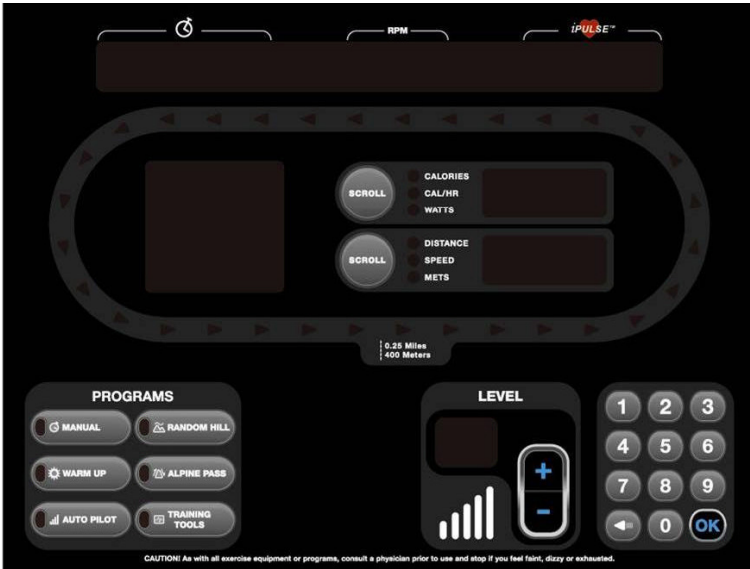 RPM
iPULSE™
SCROLL
CALORIES
CAL/HR
WATTS
SCROLL
DISTANCE
SPEED
METS
0.25 Miles
400 Meters
PROGRAMS
MANUAL
RANDOM HILL
WARM UP
ALPINE PASS
AUTO PILOT
TRAINING
TOOLS
LEVEL
+
-
1 2 3
4 5 6
7 8 9
0 OK
CAUTION! As with all exercise equipment or programs, consult a physician prior to use and stop if you feel faint, dizzy or exhausted.